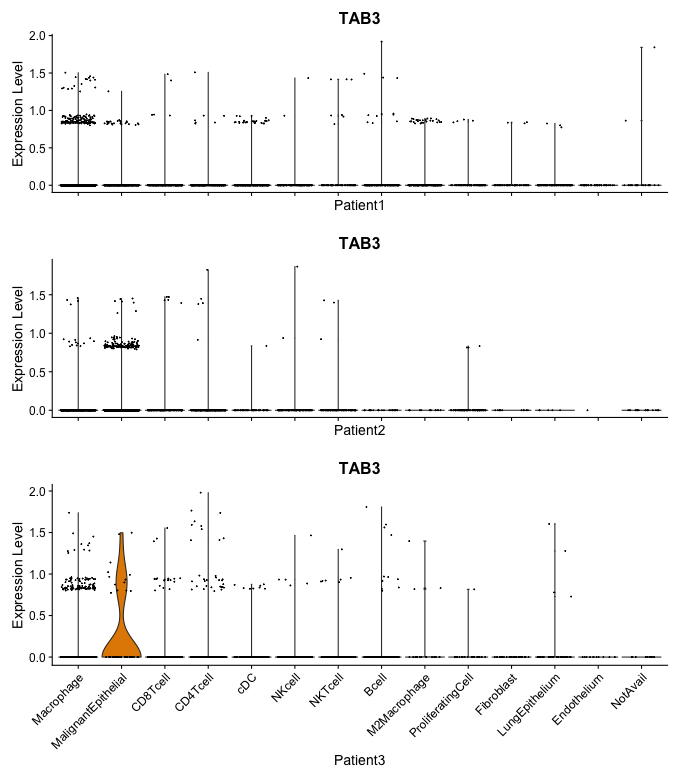 TAB3
Expression Level
2.0
1.5
1.0
0.5
0.0
Patient1
TAB3
Expression Level
1.5
1.0
0.5
0.0
Patient2
TAB3
Expression Level
2.0
1.5
1.0
0.5
0.0
Macrophage
MalignantEpithelial
CD8Tcell
CD4Tcell
cDC
NKcell
NKTcell
Bcell
M2Macrophage
ProliferatingCell
Fibroblast
LungEpithelium
Endothelium
NotAvail
Patient3